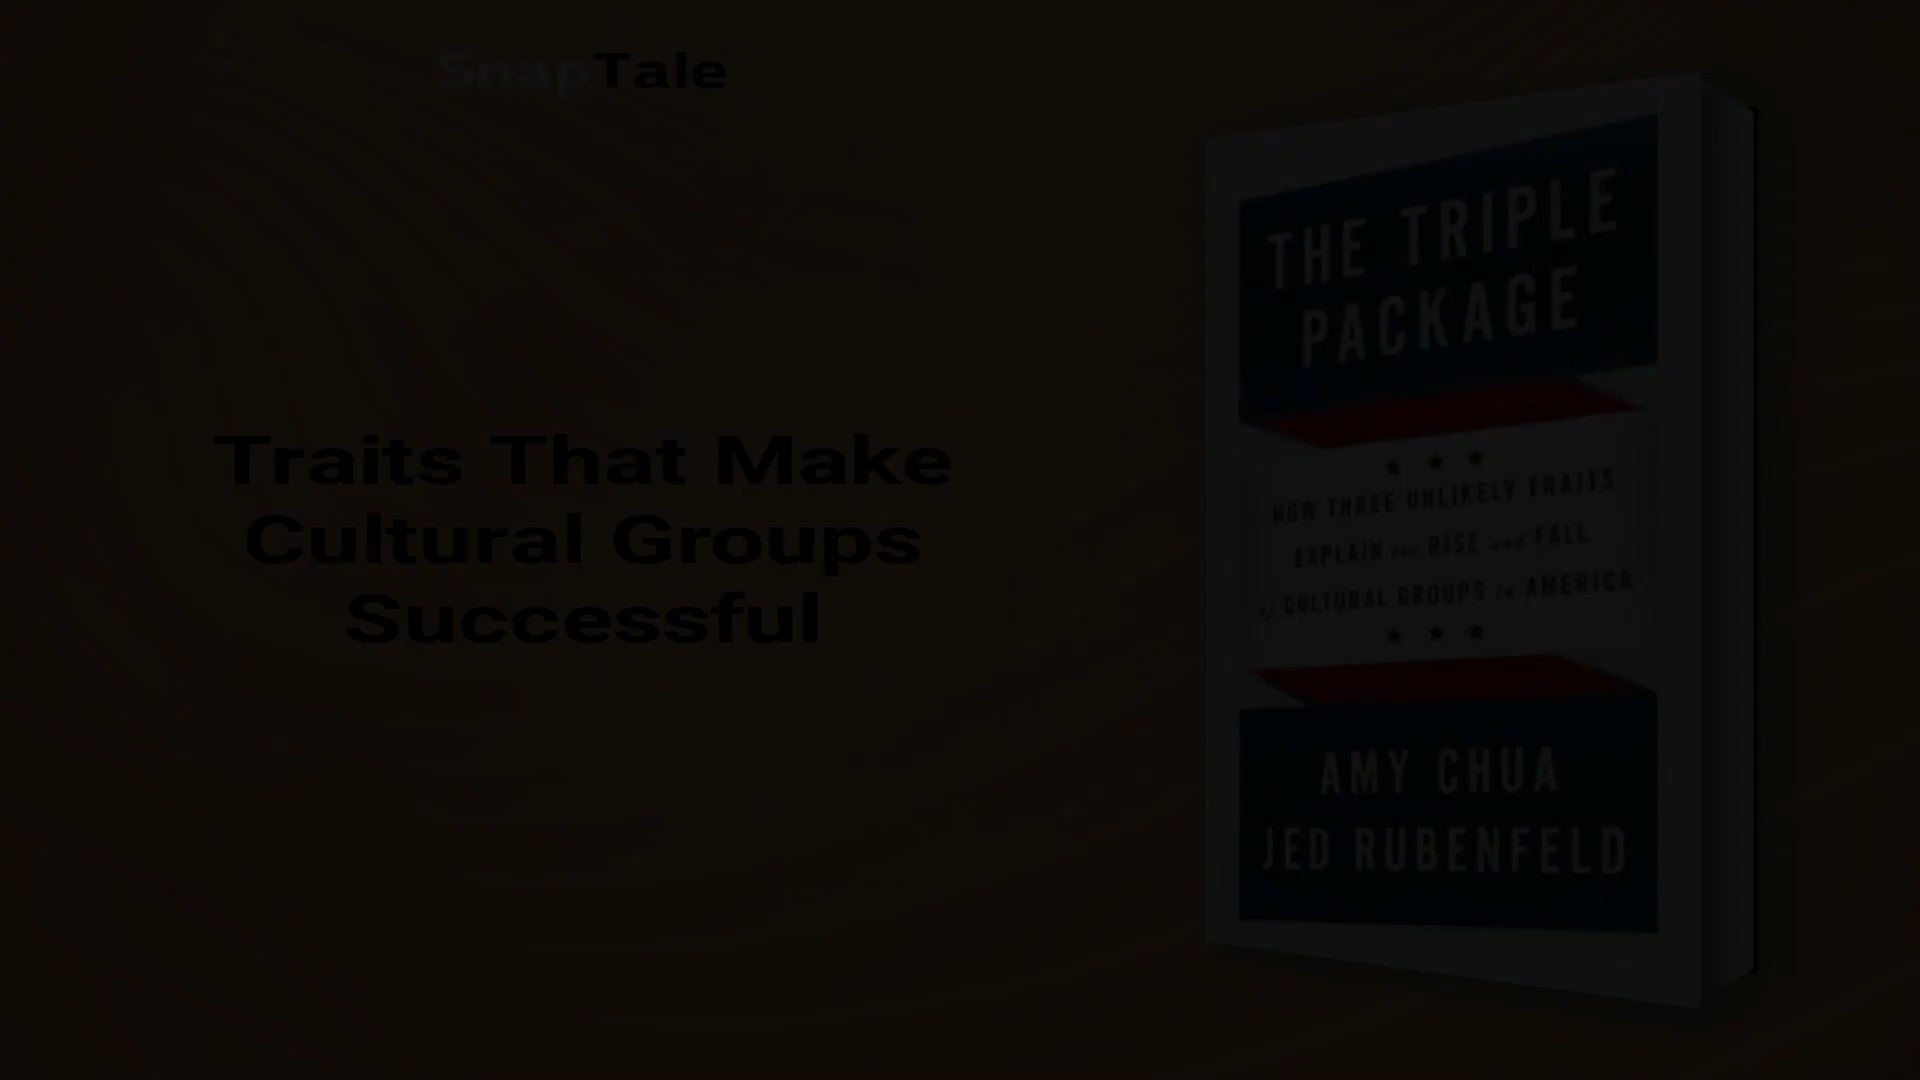 SnapTale
Traits That Make
Cultural Groups
Successful
THE TRIPLE
PACKAGE
HOW THREE UNLIKELY TRAITS
EXPLAIN the RISE and FALL
of CULTURAL GROUPS in AMERICA
AMY CHUA
JED RUBENFELD